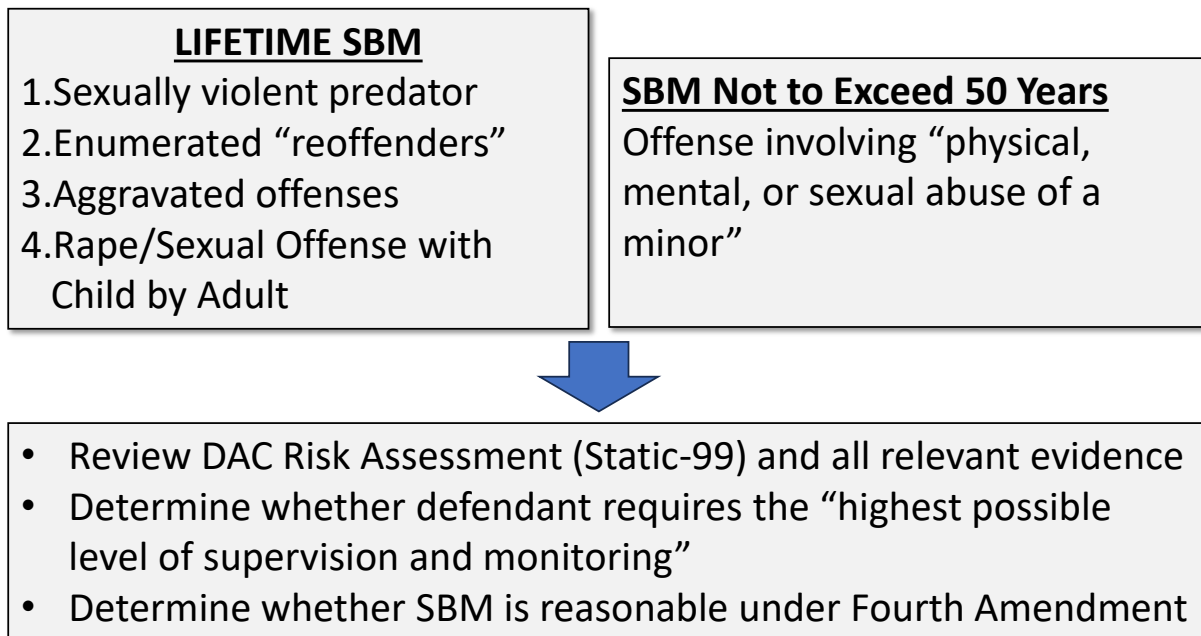 LIFETIME SBM
1.Sexually violent predator
2.Enumerated “reoffenders”
3.Aggravated offenses
4.Rape/Sexual Offense with
Child by Adult
SBM Not to Exceed 50 Years
Offense involving “physical,
mental, or sexual abuse of a
minor”
• Review DAC Risk Assessment (Static-99) and all relevant evidence
• Determine whether defendant requires the “highest possible
level of supervision and monitoring”
• Determine whether SBM is reasonable under Fourth Amendment